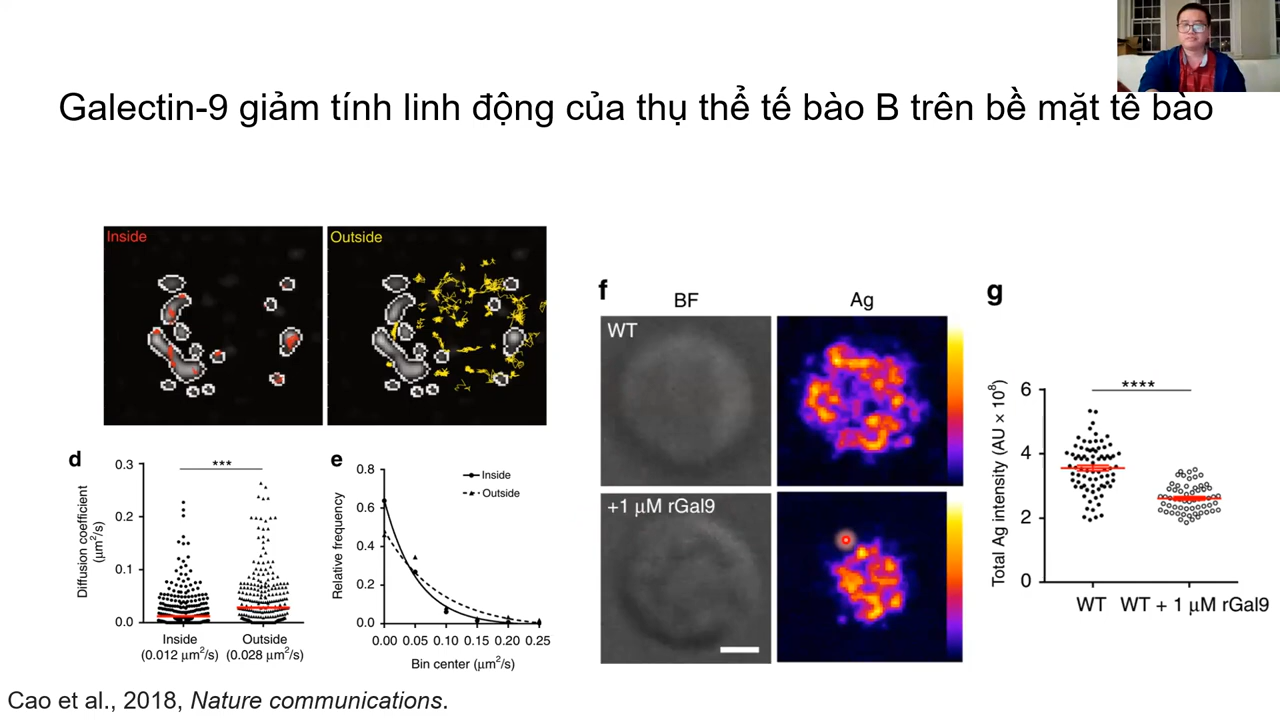 Galectin-9 giảm tính linh động của thụ thể tế bào B trên bề mặt tế bào
Inside
Outside
d
0.3
0.2
0.1
0.0
Diffusion coefficient
(μm²/s)
***
Inside
(0.012 μm²/s)
Outside
(0.028 μm²/s)
e
0.8
0.6
0.4
0.2
0.0
Relative frequency
Inside
Outside
0.00 0.05 0.10 0.15 0.20 0.25
Bin center (μm²/s)
f
BF
Ag
WT
+1 μM rGal9
g
Total Ag intensity (AU × 10⁸)
6
4
2
0
****
WT
WT + 1 μM rGal9
Cao et al., 2018, Nature communications.